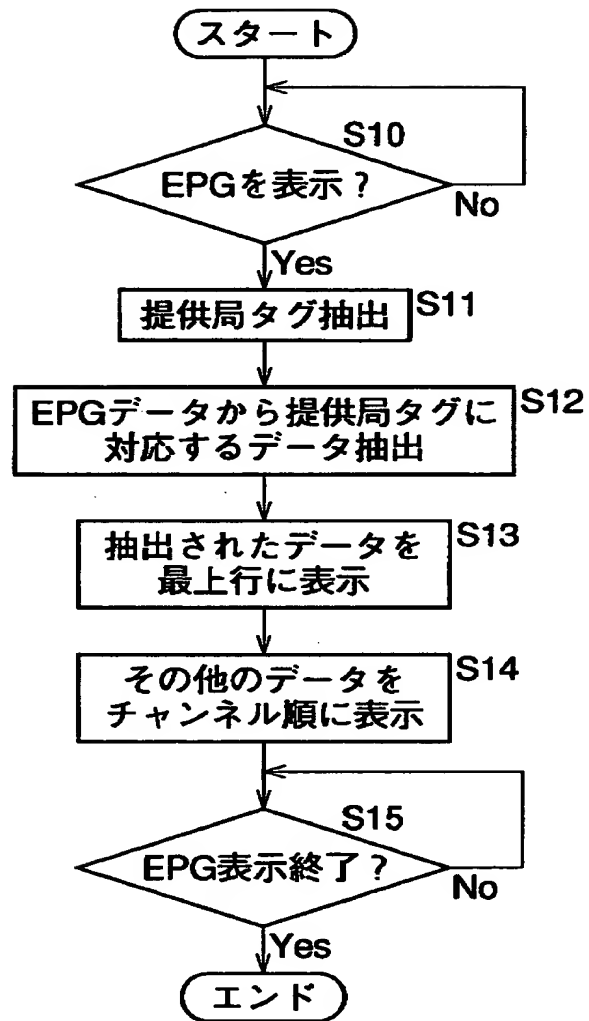 スタート
S10
EPGを表示？
No
Yes
提供局タグ抽出
S11
EPGデータから提供局タグに
対応するデータ抽出
S12
抽出されたデータを
最上行に表示
S13
その他のデータを
チャンネル順に表示
S14
S15
EPG表示終了？
No
Yes
エンド